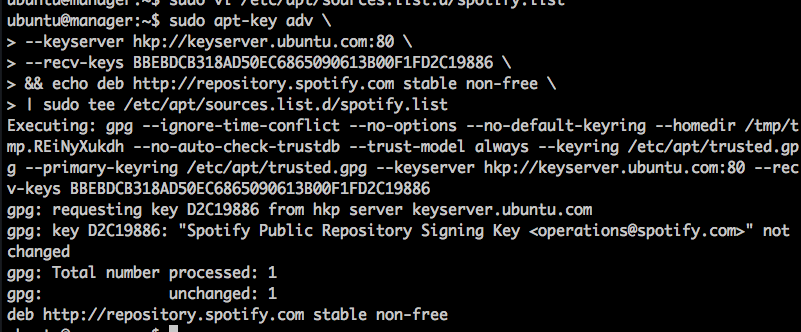 ubuntu@manager:~$ sudo vi /etc/apt/sources.list.d/spotify.list
ubuntu@manager:~$ sudo apt-key adv \
> --keyserver hkp://keyserver.ubuntu.com:80 \
> --recv-keys BBEBDCB318AD50EC6865090613B00F1FD2C19886 \
> && echo deb http://repository.spotify.com stable non-free \
> | sudo tee /etc/apt/sources.list.d/spotify.list
Executing: gpg --ignore-time-conflict --no-options --no-default-keyring --homedir /tmp/t
mp.REiNyXukdh --no-auto-check-trustdb --trust-model always --keyring /etc/apt/trusted.gp
g --primary-keyring /etc/apt/trusted.gpg --keyserver hkp://keyserver.ubuntu.com:80 --rec
v-keys BBEBDCB318AD50EC6865090613B00F1FD2C19886
gpg: requesting key D2C19886 from hkp server keyserver.ubuntu.com
gpg: key D2C19886: "Spotify Public Repository Signing Key <operations@spotify.com>" not
changed
gpg: Total number processed: 1
gpg:              unchanged: 1
deb http://repository.spotify.com stable non-free
ubuntu@manager:~$